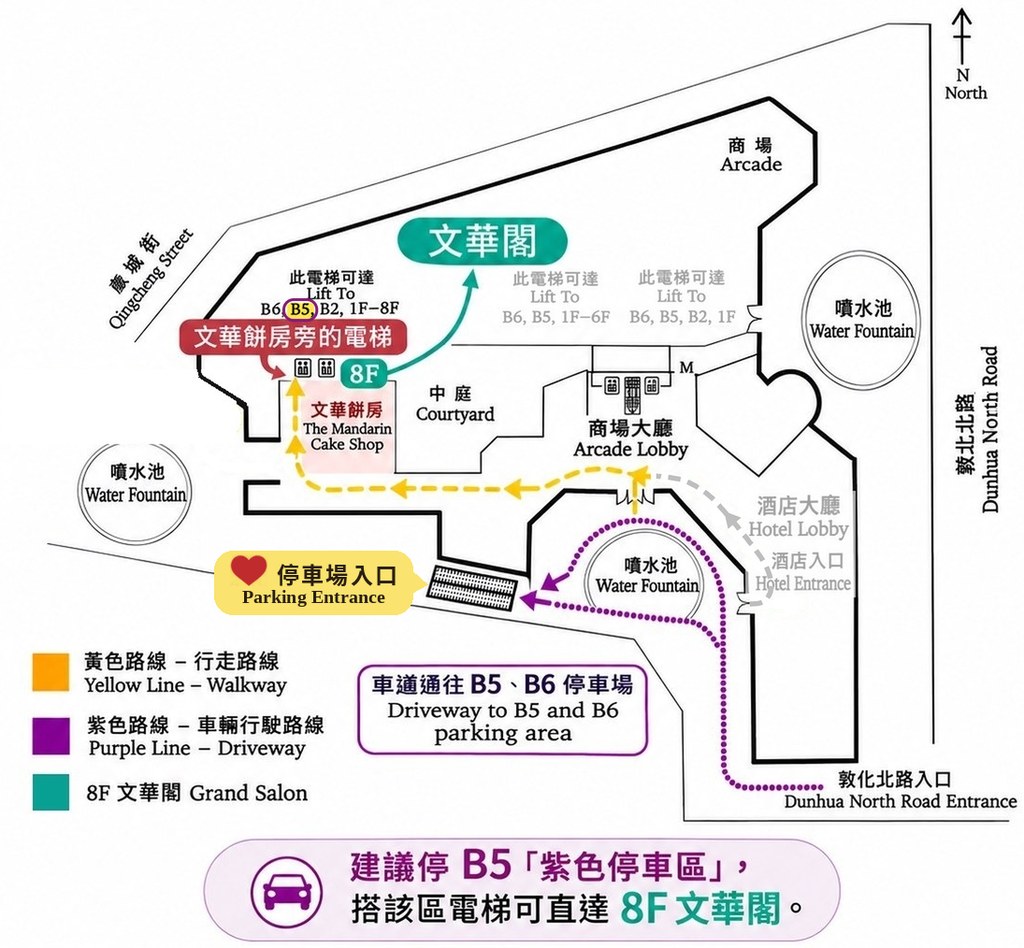 N
North
商場
Arcade
慶城街
Qingcheng Street
文華閣
此電梯可達
Lift To
B6, B5, B2, 1F–8F
此電梯可達
Lift To
B6, B5, 1F–6F
此電梯可達
Lift To
B6, B5, B2, 1F
噴水池
Water Fountain
文華餅房旁的電梯
8F
M
文華餅房
The Mandarin
Cake Shop
中庭
Courtyard
商場大廳
Arcade Lobby
敦北北路
Dunhua North Road
噴水池
Water Fountain
酒店大廳
Hotel Lobby
酒店入口
Hotel Entrance
噴水池
Water Fountain
停車場入口
Parking Entrance
黃色路線 – 行走路線
Yellow Line – Walkway
紫色路線 – 車輛行駛路線
Purple Line – Driveway
8F 文華閣 Grand Salon
車道通往 B5、B6 停車場
Driveway to B5 and B6
parking area
敦化北路入口
Dunhua North Road Entrance
建議停 B5「紫色停車區」，
搭該區電梯可直達 8F 文華閣。